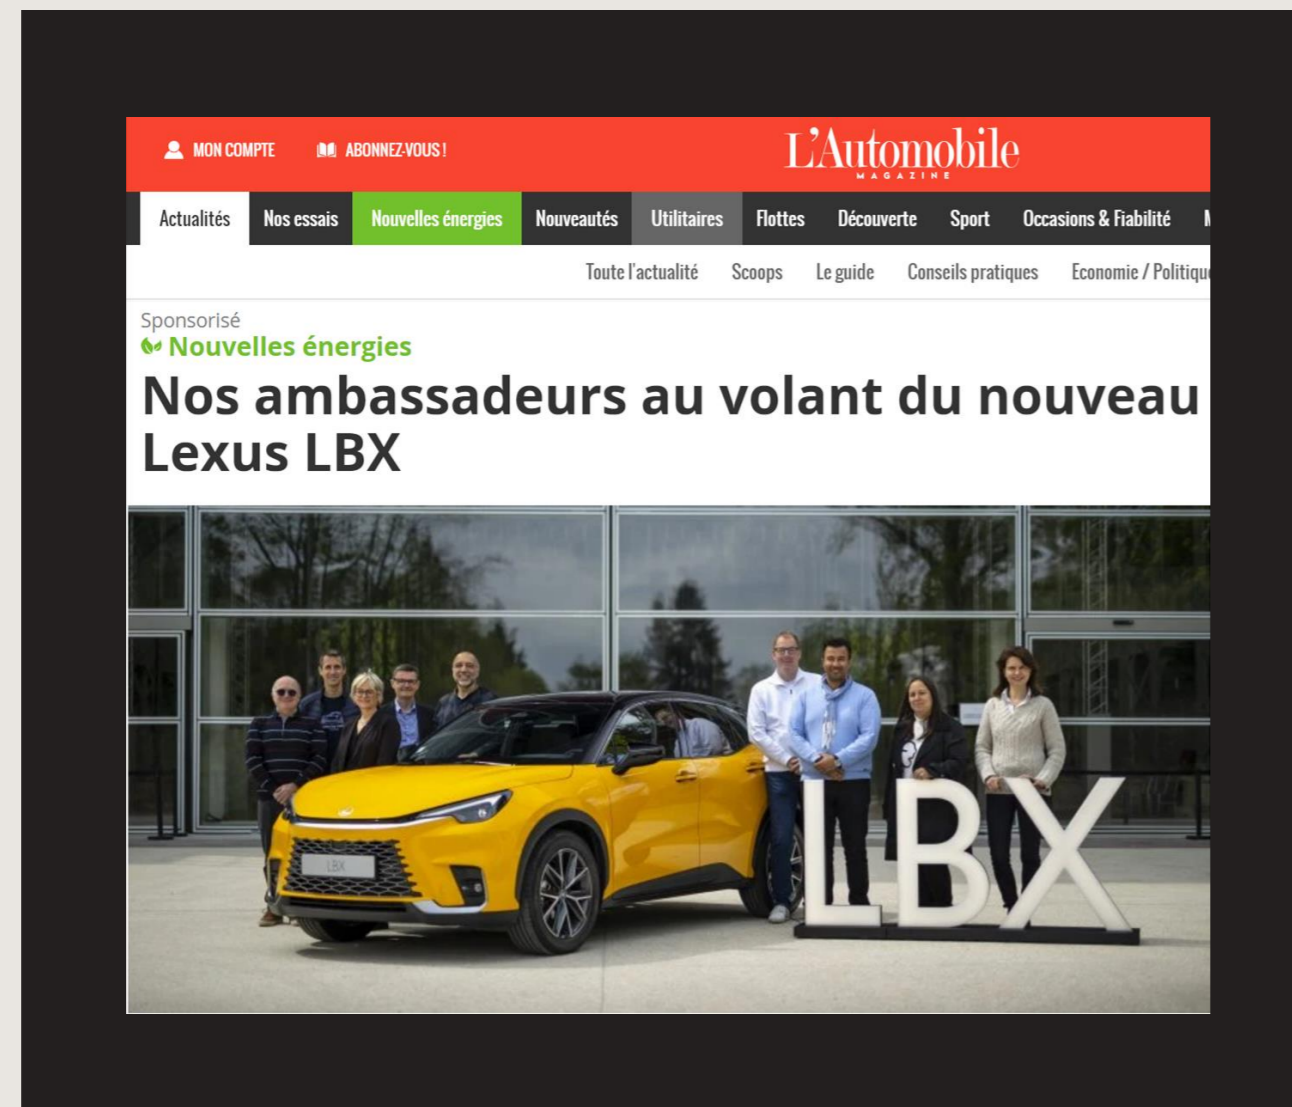 MON COMPTE
ABONNEZ-VOUS !
L'Automobile
MAGAZINE
Actualités
Nos essais
Nouvelles énergies
Nouveautés
Utilitaires
Flottes
Découverte
Sport
Occasions & Fiabilité
Toute l'actualité
Scoops
Le guide
Conseils pratiques
Economie / Politique
Sponsorisé
Nouvelles énergies
Nos ambassadeurs au volant du nouveau
Lexus LBX
LBX
LBX